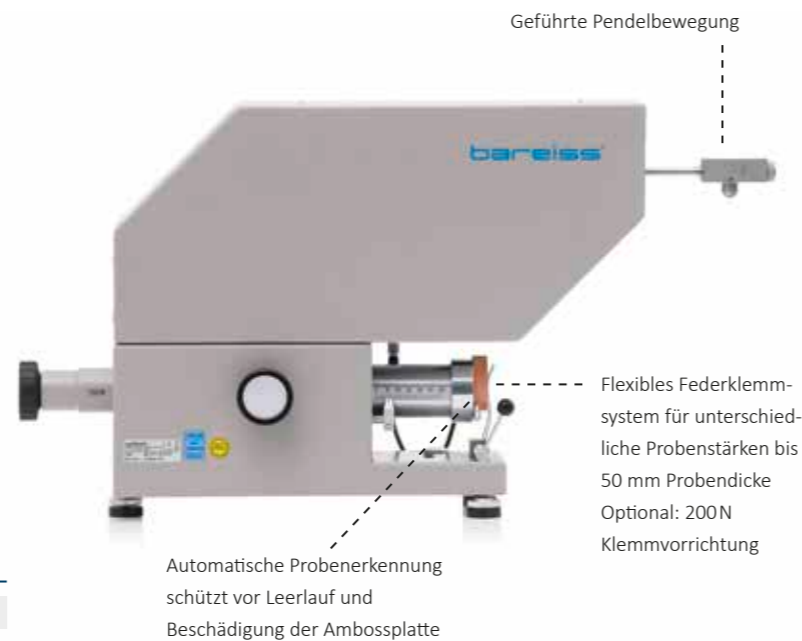 Geführte Pendelbewegung
bareiss
Flexibles Federklemm-
system für unterschied-
liche Probenstärken bis
50 mm Probendicke
Optional: 200 N
Klemmvorrichtung
Automatische Probenerkennung
schützt vor Leerlauf und
Beschädigung der Ambossplatte